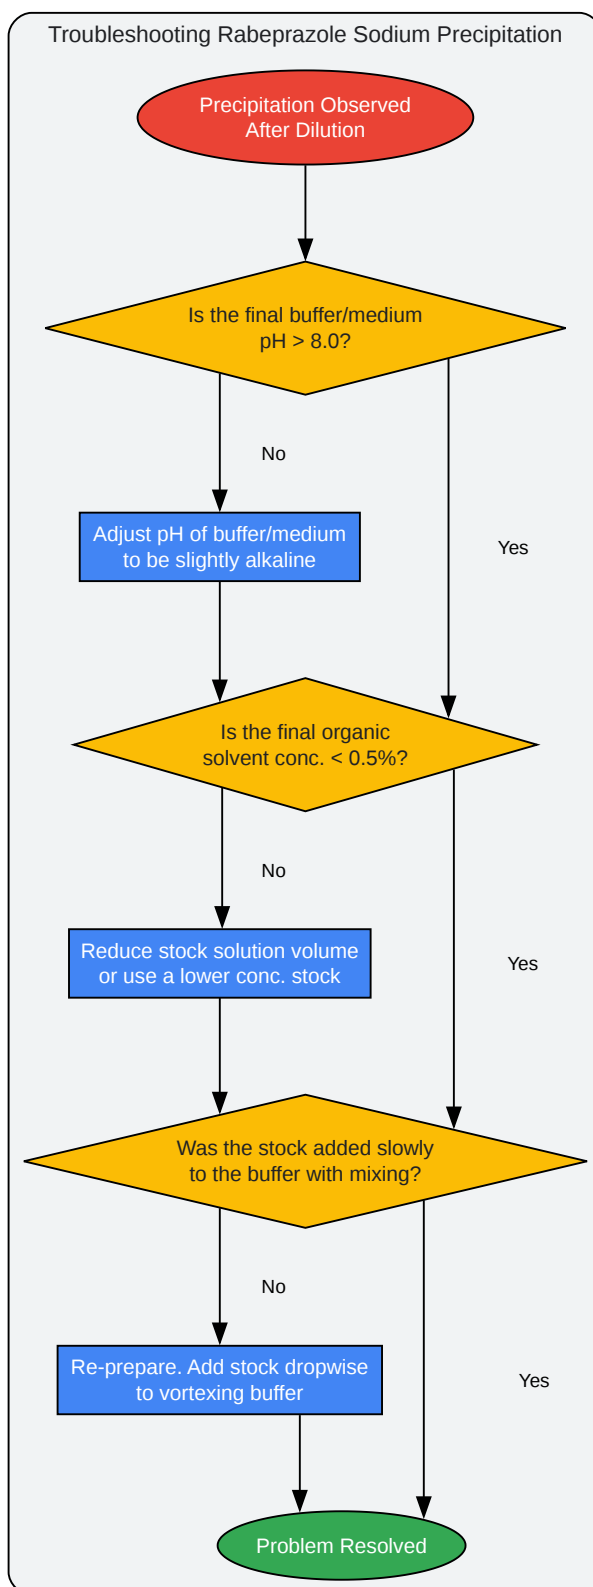 Troubleshooting Rabeprazole Sodium Precipitation
Precipitation Observed
After Dilution
Is the final buffer/medium
pH > 8.0?
No
Adjust pH of buffer/medium
to be slightly alkaline
Yes
Is the final organic
solvent conc. < 0.5%?
No
Reduce stock solution volume
or use a lower conc. stock
Yes
Was the stock added slowly
to the buffer with mixing?
No
Re-prepare. Add stock dropwise
to vortexing buffer
Yes
Problem Resolved